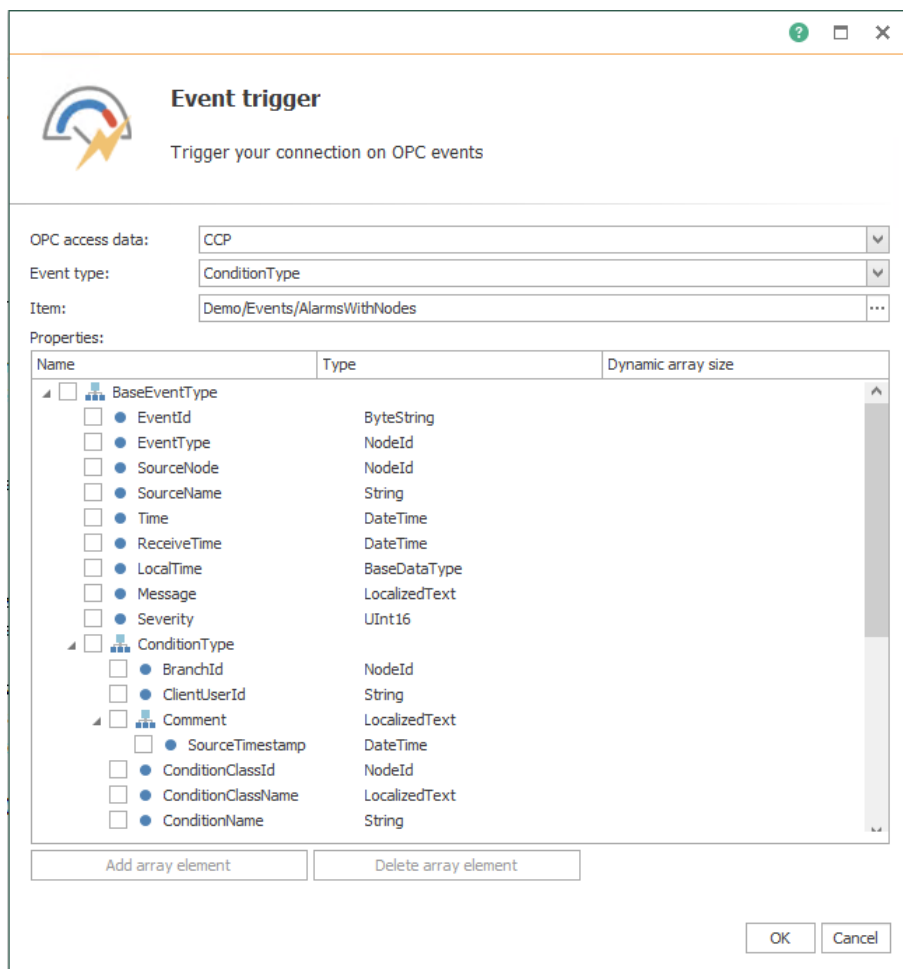 ?
Event trigger
Trigger your connection on OPC events
OPC access data: CCP
Event type: ConditionType
Item: Demo/Events/AlarmsWithNodes ...
Properties:
Name Type Dynamic array size
BaseEventType
EventId ByteString
EventType NodeId
SourceNode NodeId
SourceName String
Time DateTime
ReceiveTime DateTime
LocalTime BaseDataType
Message LocalizedText
Severity UInt16
ConditionType
BranchId NodeId
ClientUserId String
Comment LocalizedText
SourceTimestamp DateTime
ConditionClassId NodeId
ConditionClassName LocalizedText
ConditionName String
Add array element Delete array element
OK Cancel